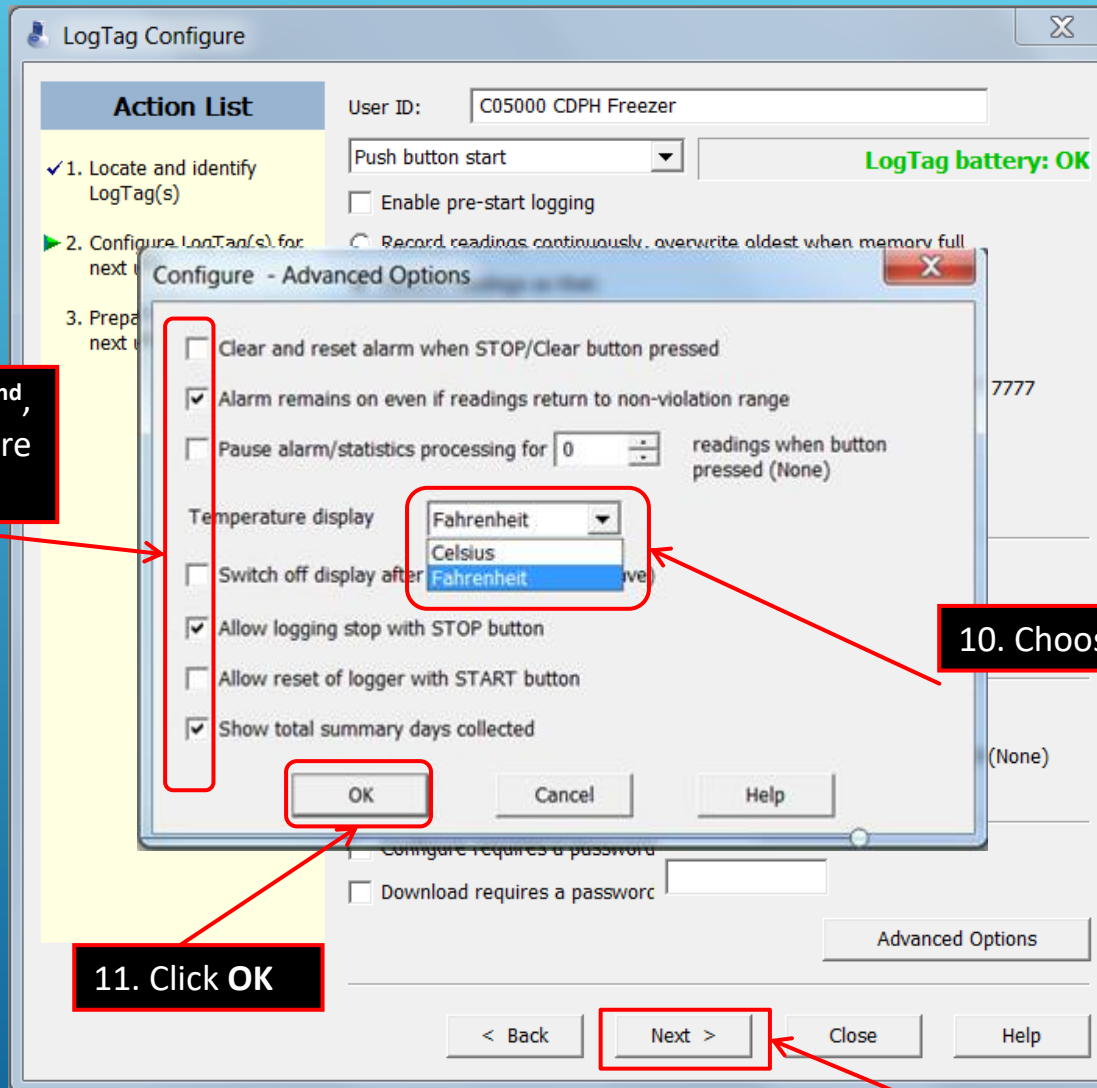 LogTag Configure
Action List
✓ 1. Locate and identify
LogTag(s)
2. Configure LogTag(s) for
next
3. Prepa
next
User ID: C05000 CDPH Freezer
Push button start
LogTag battery: OK
Enable pre-start logging
Record readings continuously, overwrite oldest when memory full
Configure - Advanced Options
Clear and reset alarm when STOP/Clear button pressed
Alarm remains on even if readings return to non-violation range
Pause alarm/statistics processing for 0 readings when button
pressed (None)
Temperature display Fahrenheit
Celsius
Switch off display after Fahrenheit ve)
Allow logging stop with STOP button
Allow reset of logger with START button
Show total summary days collected
OK Cancel Help
nd,
re
7777
10. Choos
(None)
Configure requires a password
Download requires a passworc
Advanced Options
11. Click OK
< Back Next > Close Help